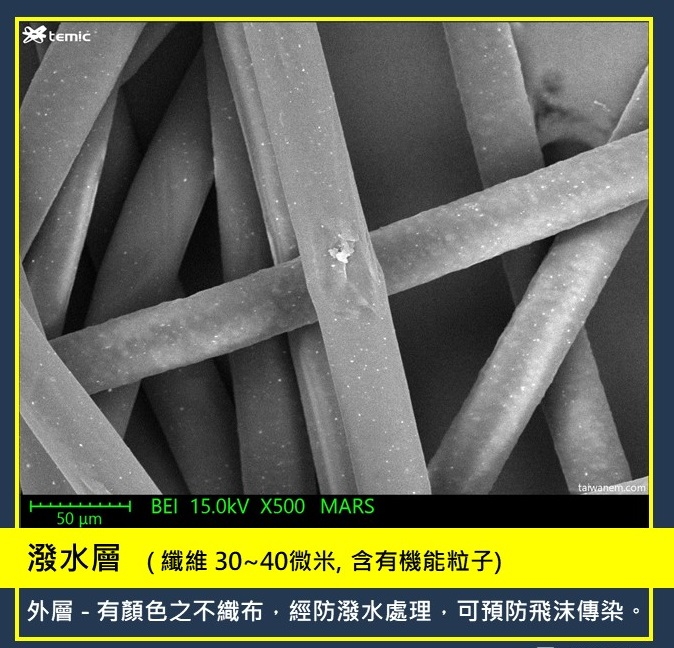 temic
taiwanem.com
50 μm
BEI 15.0kV X500 MARS
潑水層 ( 纖維 30~40微米, 含有機能粒子)
外層 - 有顏色之不織布，經防潑水處理，可預防飛沫傳染。